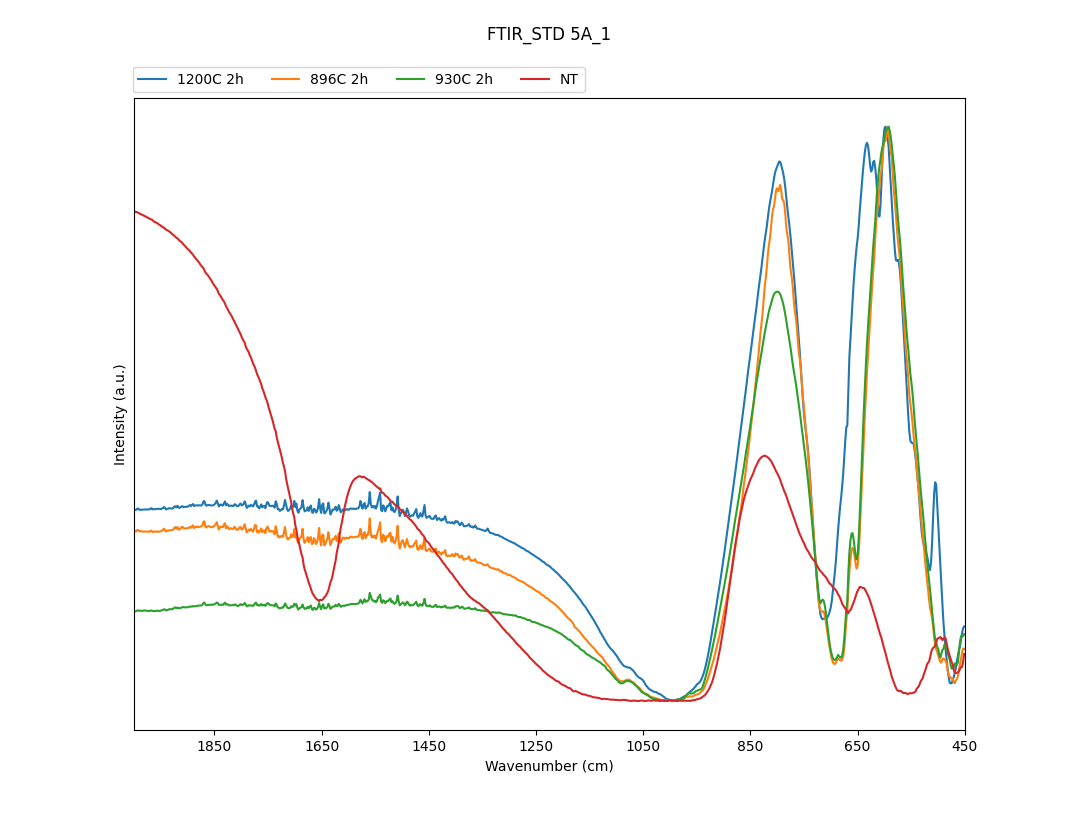 FTIR_STD 5A_1
1200C 2h 896C 2h 930C 2h NT
Intensity (a.u.)
1850 1650 1450 1250 1050 850 650 450
Wavenumber (cm)